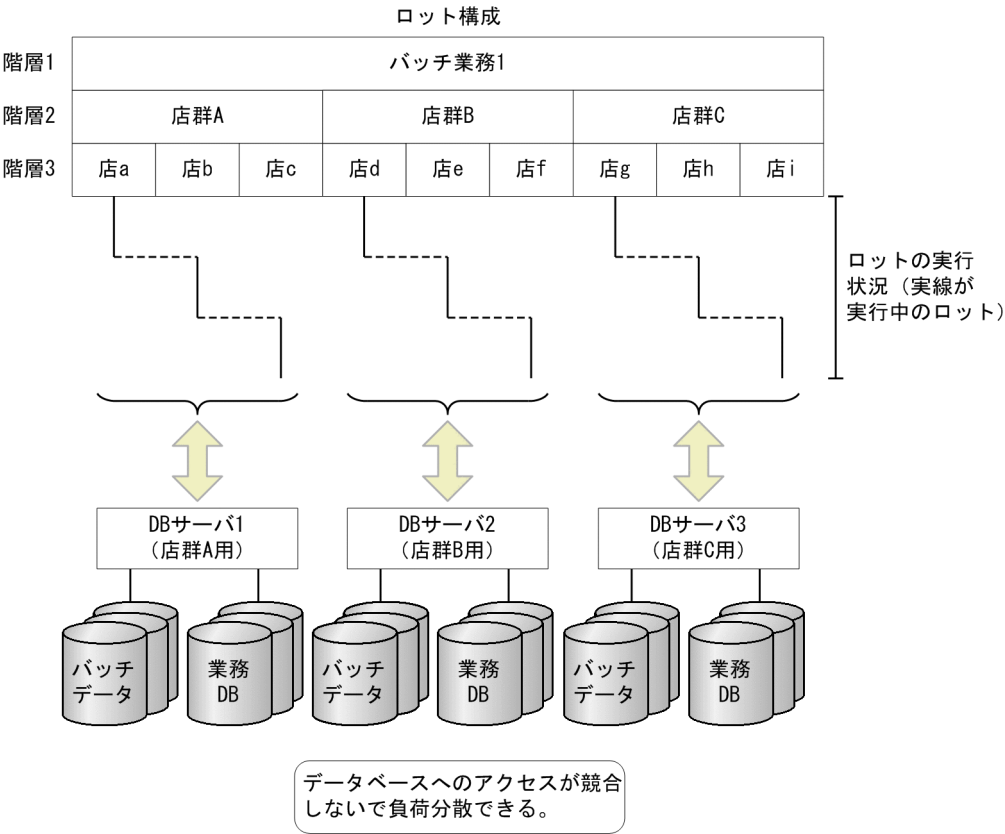 ロット構成
階層1
バッチ業務1
階層2
店群A
店群B
店群C
階層3
店a
店b
店c
店d
店e
店f
店g
店h
店i
ロットの実行
状況（実線が
実行中のロット）
DBサーバ1
（店群A用）
DBサーバ2
（店群B用）
DBサーバ3
（店群C用）
バッチ
データ
業務
DB
バッチ
データ
業務
DB
バッチ
データ
業務
DB
データベースへのアクセスが競合
しないで負荷分散できる。